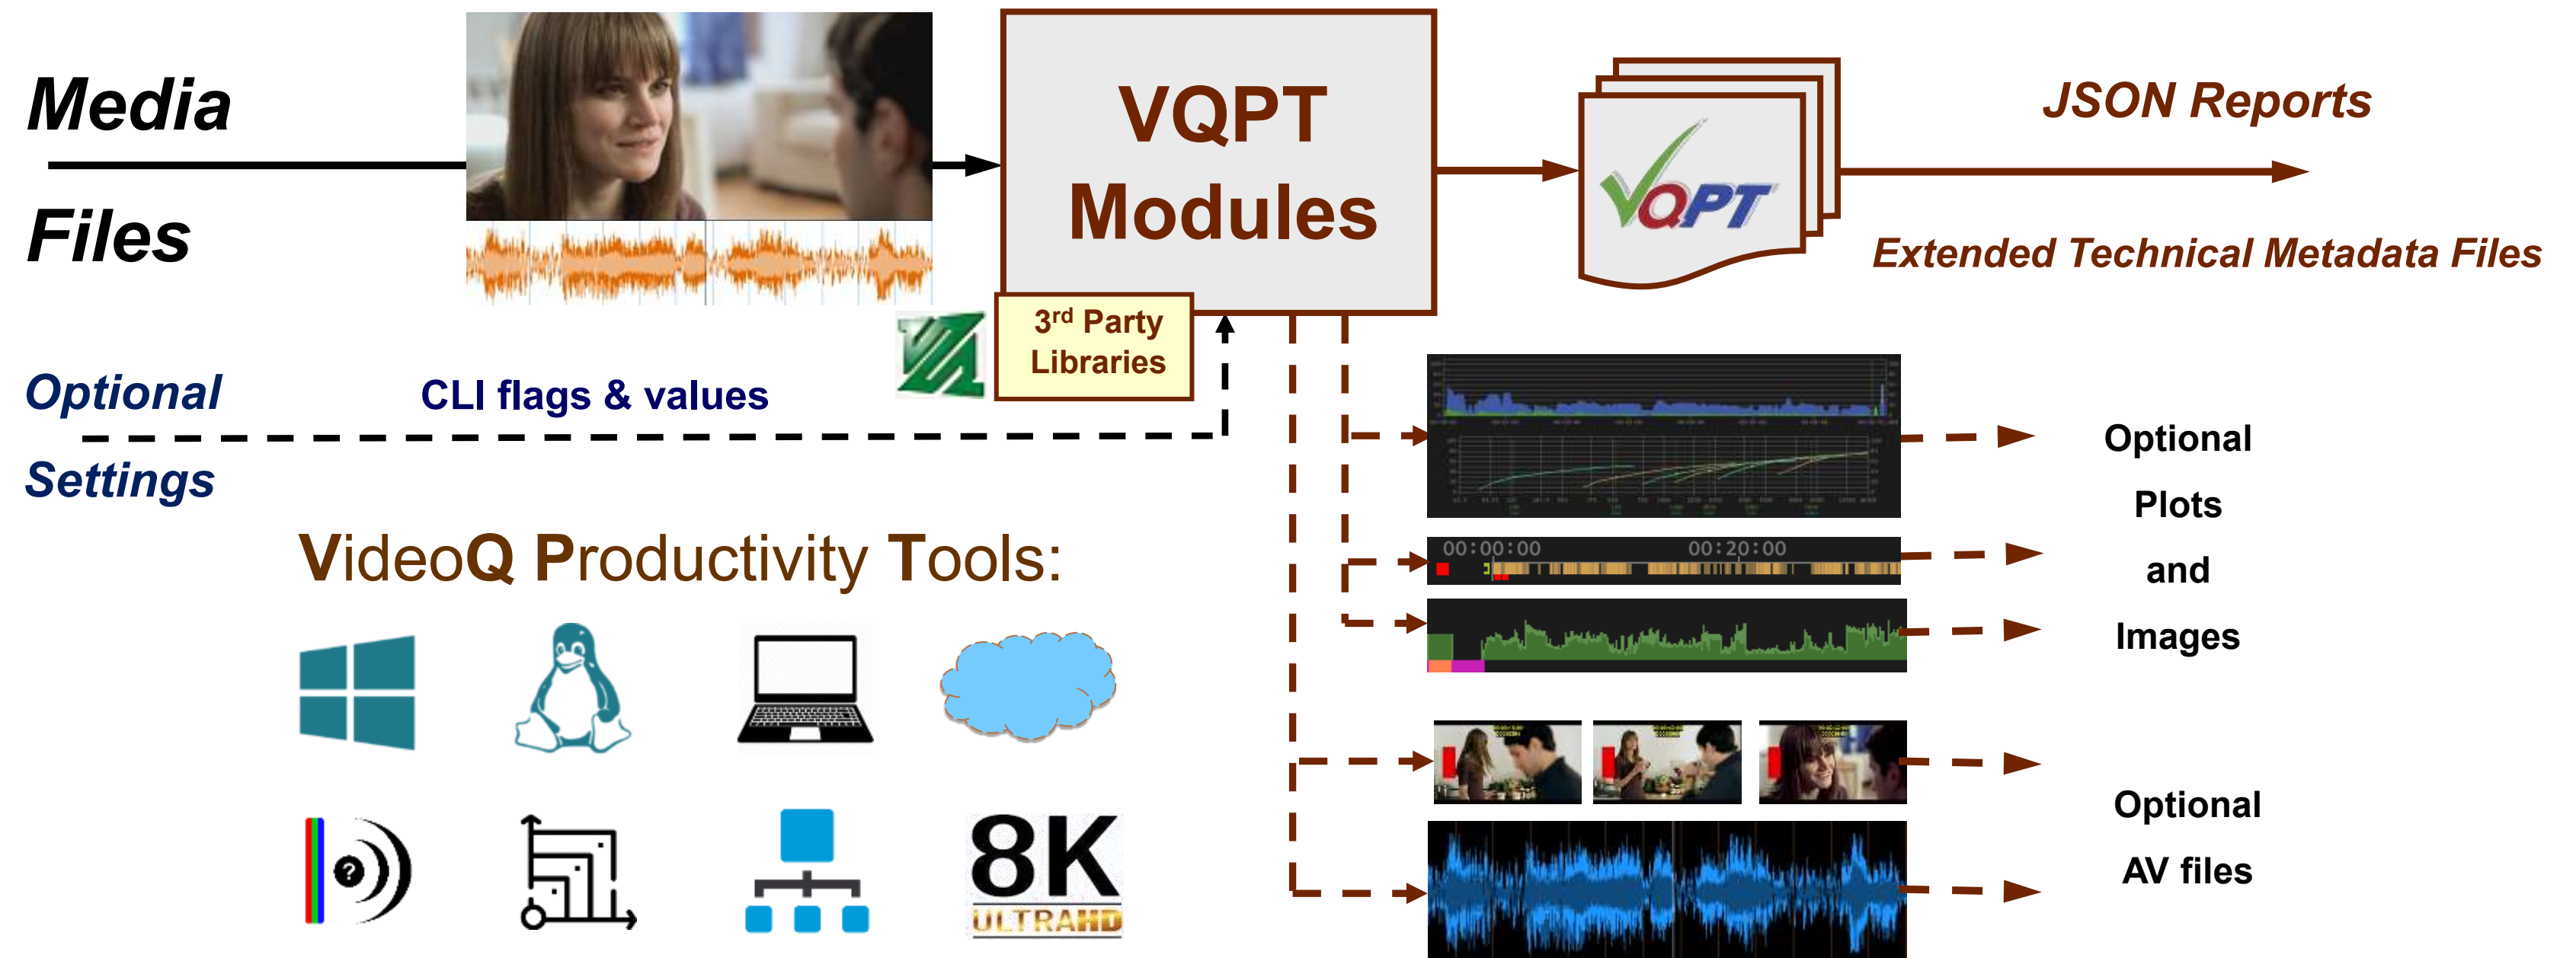 Media
Files
VQPT
Modules
3rd Party
Libraries
VQPT
JSON Reports
Extended Technical Metadata Files
Optional
CLI flags & values
Settings
VideoQ Productivity Tools:
?
8K
ULTRAHD
00:00:00
00:20:00
Optional
Plots
and
Images
Optional
AV files